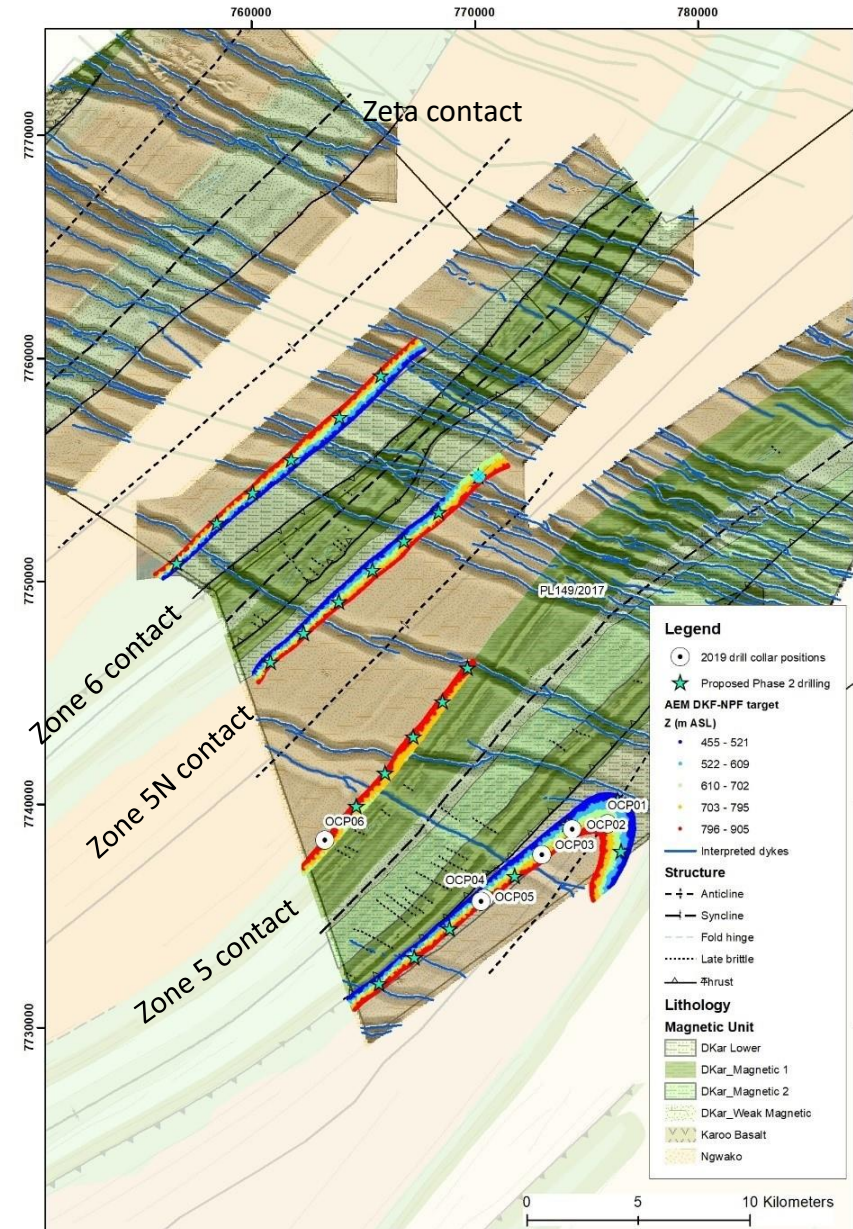 760000
770000
780000
7770000
7760000
7750000
7740000
7730000
Zeta contact
Zone 6 contact
Zone 5N contact
Zone 5 contact
PL149/2017
OCP06
OCP01
OCP02
OCP03
OCP04
OCP05
Legend
2019 drill collar positions
Proposed Phase 2 drilling
AEM DKF-NPF target
Z (m ASL)
455 - 521
522 - 609
610 - 702
703 - 795
796 - 905
Interpreted dykes
Structure
Anticline
Syncline
Fold hinge
Late brittle
Thrust
Lithology
Magnetic Unit
DKar Lower
DKar_Magnetic 1
DKar_Magnetic 2
DKar_Weak Magnetic
Karoo Basalt
Ngwako
0 5 10 Kilometers